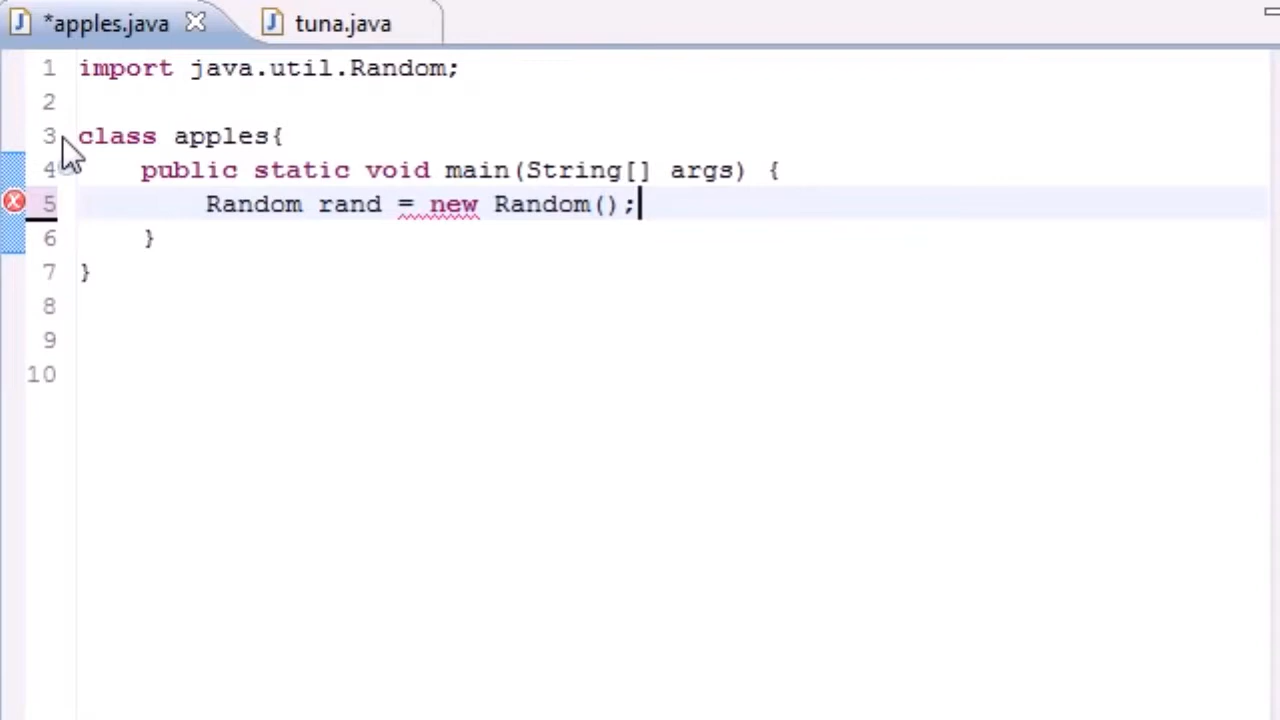 *apples.java tuna.java
1 import java.util.Random;
2
3 class apples{
4 public static void main(String[] args) {
5 Random rand = new Random();
6 }
7 }
8
9
10